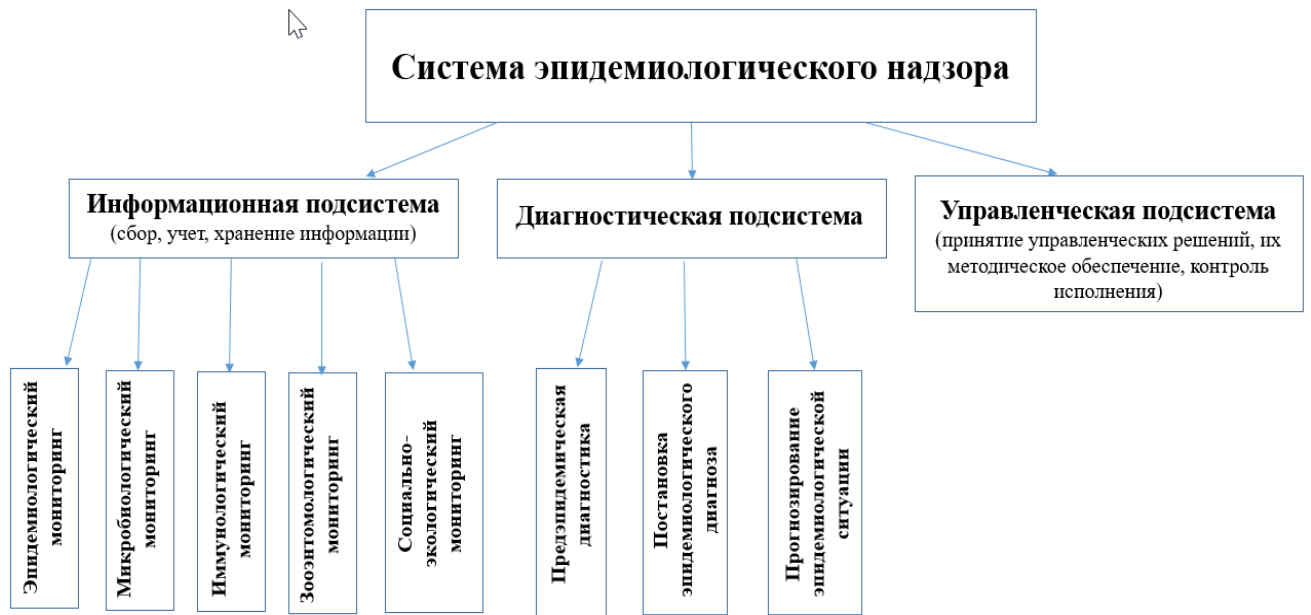 Система эпидемиологического надзора
Информационная подсистема
(сбор, учет, хранение информации)
Диагностическая подсистема
Управленческая подсистема
(принятие управленческих решений, их
методическое обеспечение, контроль
исполнения)
Эпидемиологический
мониторинг
Микробиологический
мониторинг
Иммунологический
мониторинг
Зооэнтомологический
мониторинг
Социально-
экологический
мониторинг
Предэпидемическая
диагностика
Постановка
эпидемиологического
диагноза
Прогнозирование
эпидемиологической
ситуации